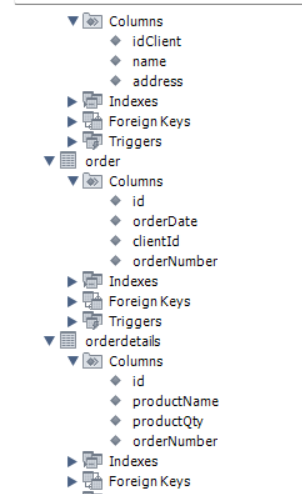 Columns
idClient
name
address
Indexes
Foreign Keys
Triggers
order
Columns
id
orderDate
clientId
orderNumber
Indexes
Foreign Keys
Triggers
orderdetails
Columns
id
productName
productQty
orderNumber
Indexes
Foreign Keys